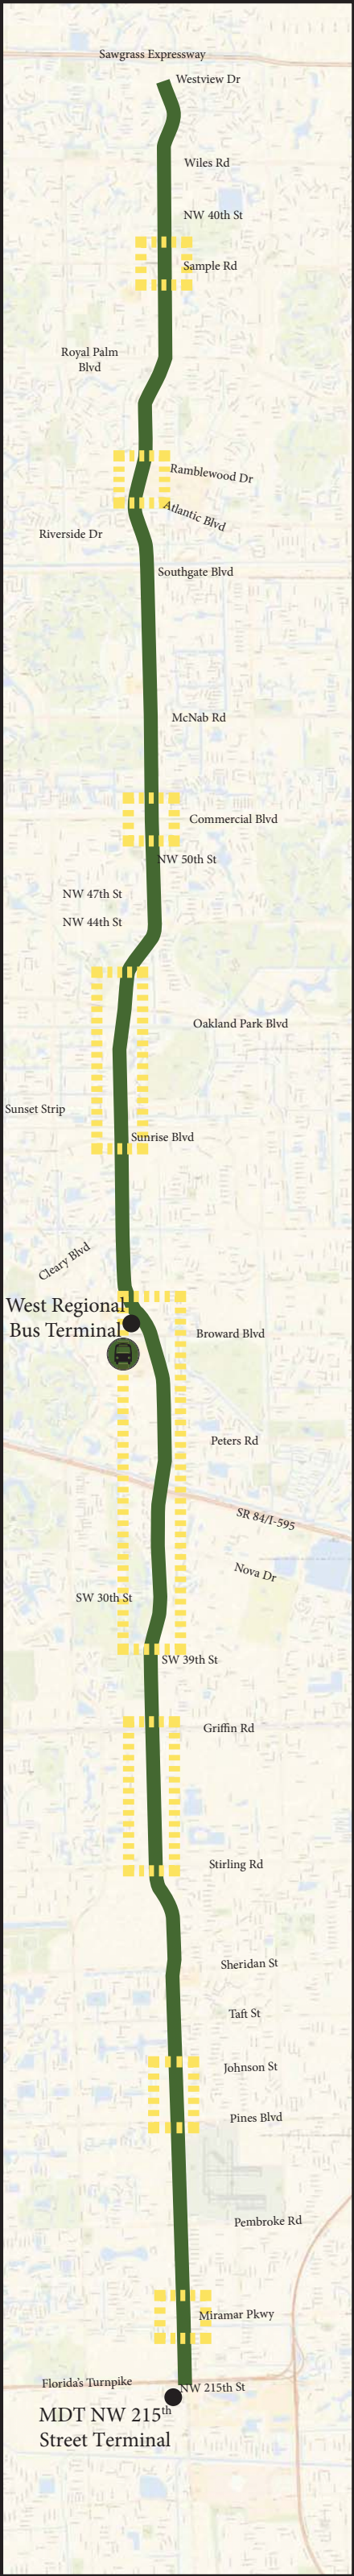 Sawgrass Expressway
Westview Dr
Wiles Rd
NW 40th St
Sample Rd
Royal Palm
Blvd
Ramblewood Dr
Atlantic Blvd
Riverside Dr
Southgate Blvd
McNab Rd
Commercial Blvd
NW 50th St
NW 47th St
NW 44th St
Oakland Park Blvd
Sunset Strip
Sunrise Blvd
Cleary Blvd
West Regional
Bus Terminal
Broward Blvd
Peters Rd
SR 84/I-595
Nova Dr
SW 30th St
SW 39th St
Griffin Rd
Stirling Rd
Sheridan St
Taft St
Johnson St
Pines Blvd
Pembroke Rd
Miramar Pkwy
Florida's Turnpike
NW 215th St
MDT NW 215th
Street Terminal